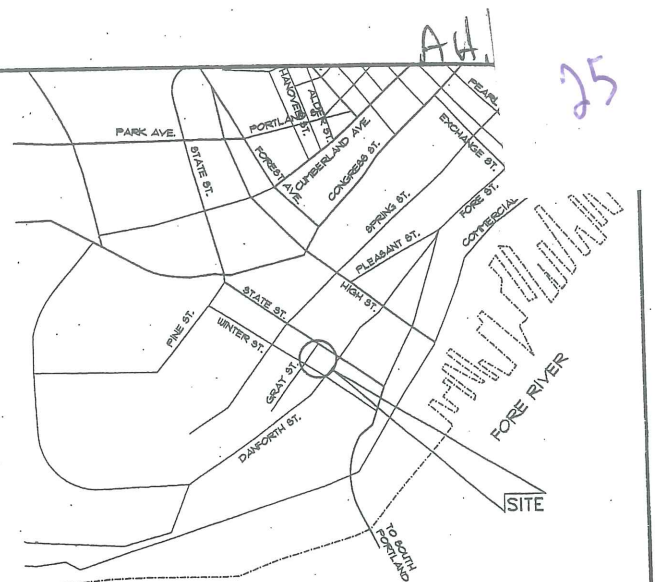 A.H.
25
HANOVER ST.
ALDER ST.
PEARL
PARK AVE.
PORTLAND
STATE ST.
FOREST AVE.
CUMBERLAND AVE.
CONGRESS ST.
EXCHANGE ST.
SPRING ST.
FORE ST.
COMMERCIAL
PLEASANT ST.
HIGH ST.
STATE ST.
WINTER ST.
PINE ST.
GRAY ST.
DANFORTH ST.
FORE RIVER
SITE
TO SOUTH
PORTLAND